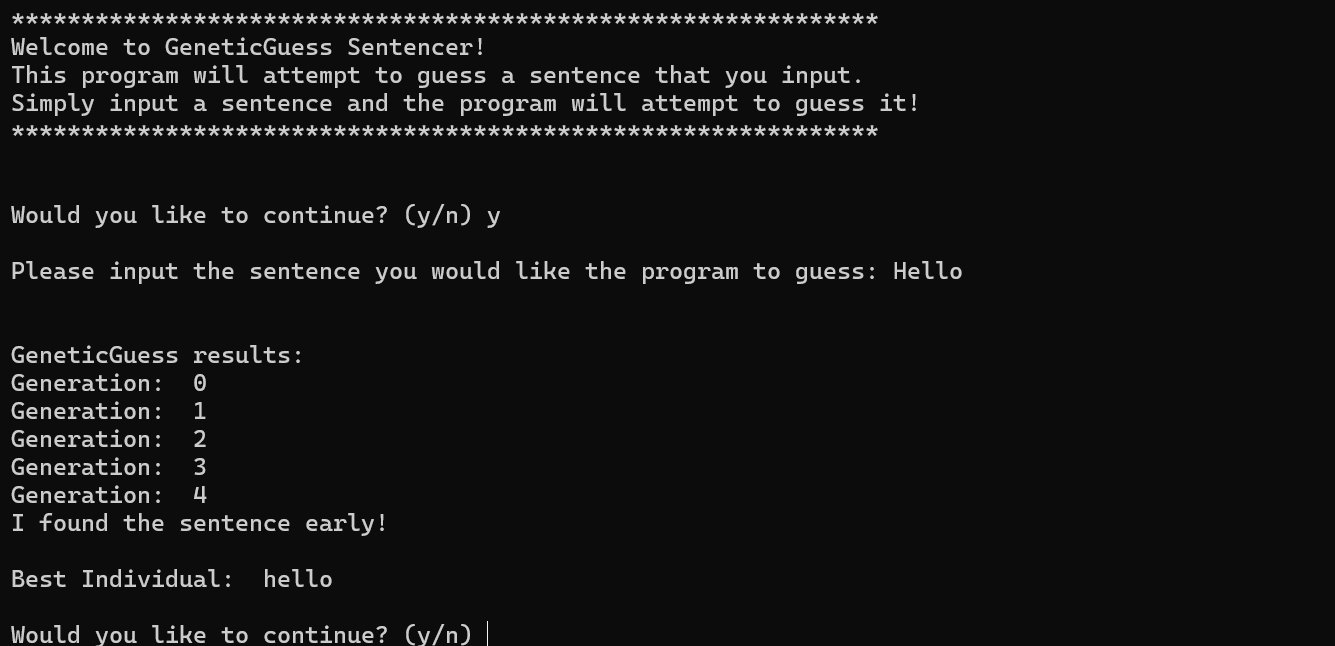 **************************************************************
Welcome to GeneticGuess Sentencer!
This program will attempt to guess a sentence that you input.
Simply input a sentence and the program will attempt to guess it!
**************************************************************
Would you like to continue? (y/n) y
Please input the sentence you would like the program to guess: Hello
GeneticGuess results:
Generation:  0
Generation:  1
Generation:  2
Generation:  3
Generation:  4
I found the sentence early!
Best Individual:  hello
Would you like to continue? (y/n)